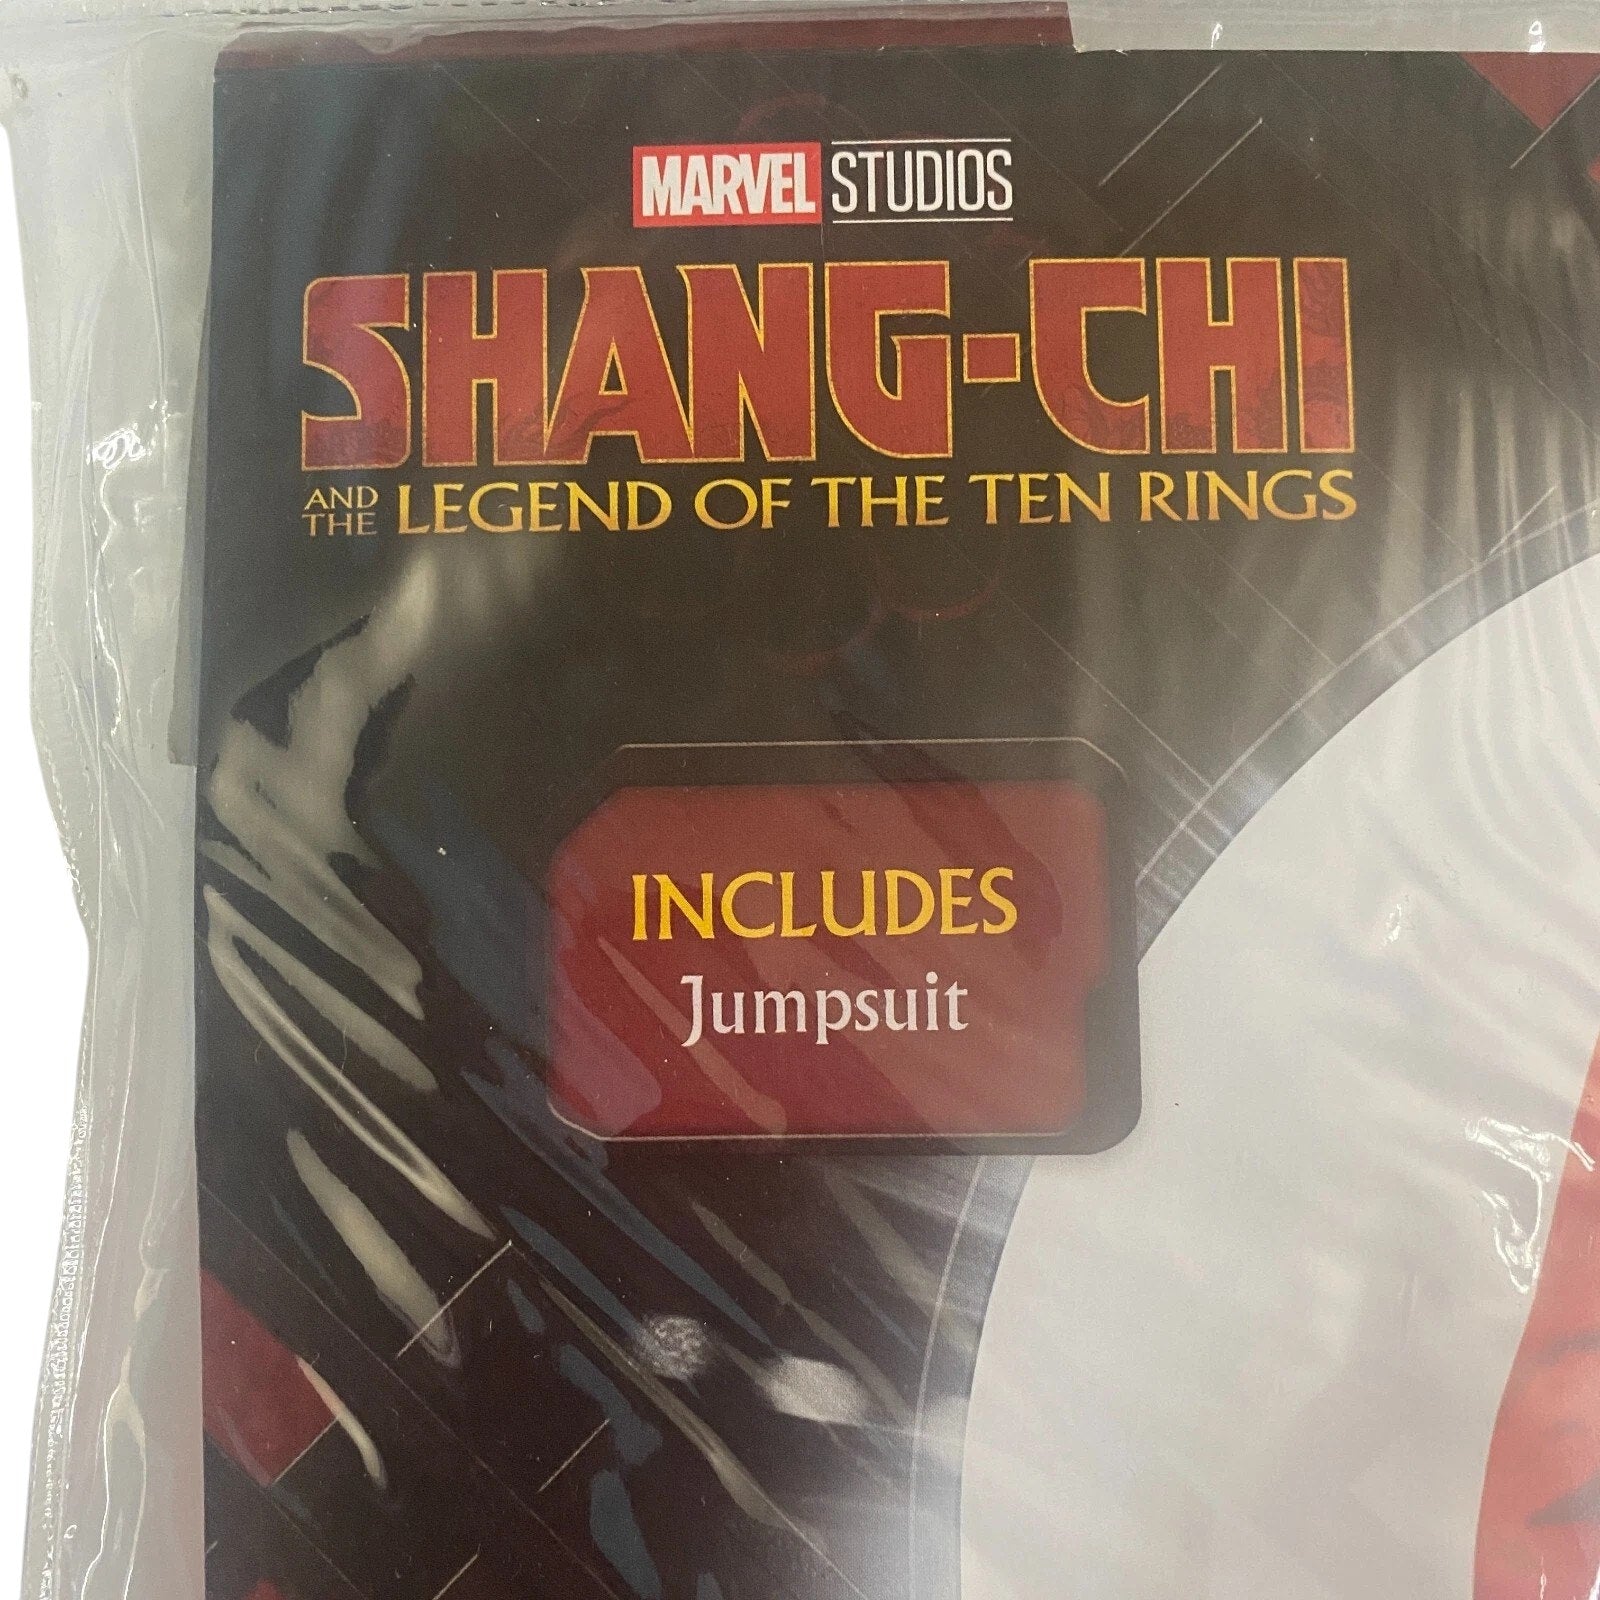 MARVEL STUDIOS
SHANG-CHI
AND THE LEGEND OF THE TEN RINGS
INCLUDES
Jumpsuit